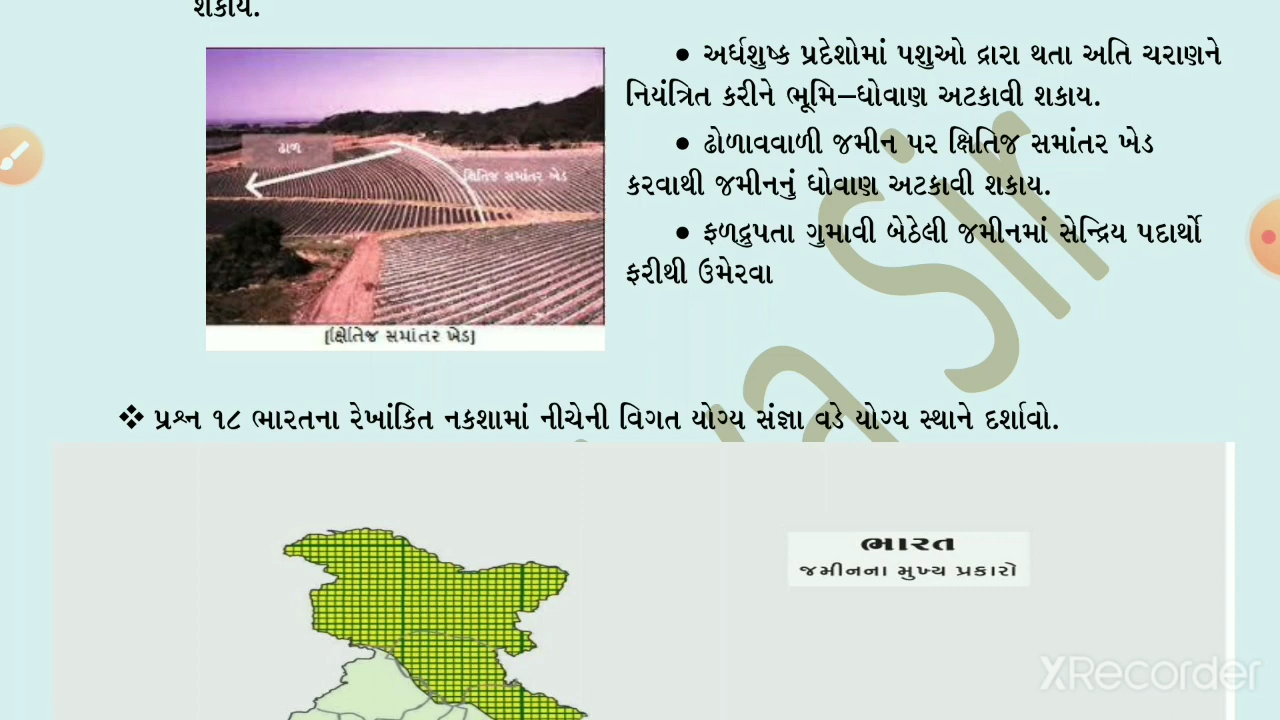 શકાય.
• અર્ધશુષ્ક પ્રદેશોમાં પશુઓ દ્વારા થતા અતિ ચરાણને
નિયંત્રિત કરીને ભૂમિ–ધોવાણ અટકાવી શકાય.
• ઢોળાવવાળી જમીન પર ક્ષિતિજ સમાંતર ખેડ
કરવાથી જમીનનું ધોવાણ અટકાવી શકાય.
• ફળદ્રુપતા ગુમાવી બેઠેલી જમીનમાં સેન્દ્રિય પદાર્થો
ફરીથી ઉમેરવા
ઢાળ
ક્ષિતિજ સમાંતર ખેડ
[ક્ષિતિજ સમાંતર ખેડ]
❖ પ્રશ્ન ૧૮ ભારતના રેખાંકિત નકશામાં નીચેની વિગત યોગ્ય સંજ્ઞા વડે યોગ્ય સ્થાને દર્શાવો.
ભારત
જમીનના મુખ્ય પ્રકારો
Sir
XRecorder